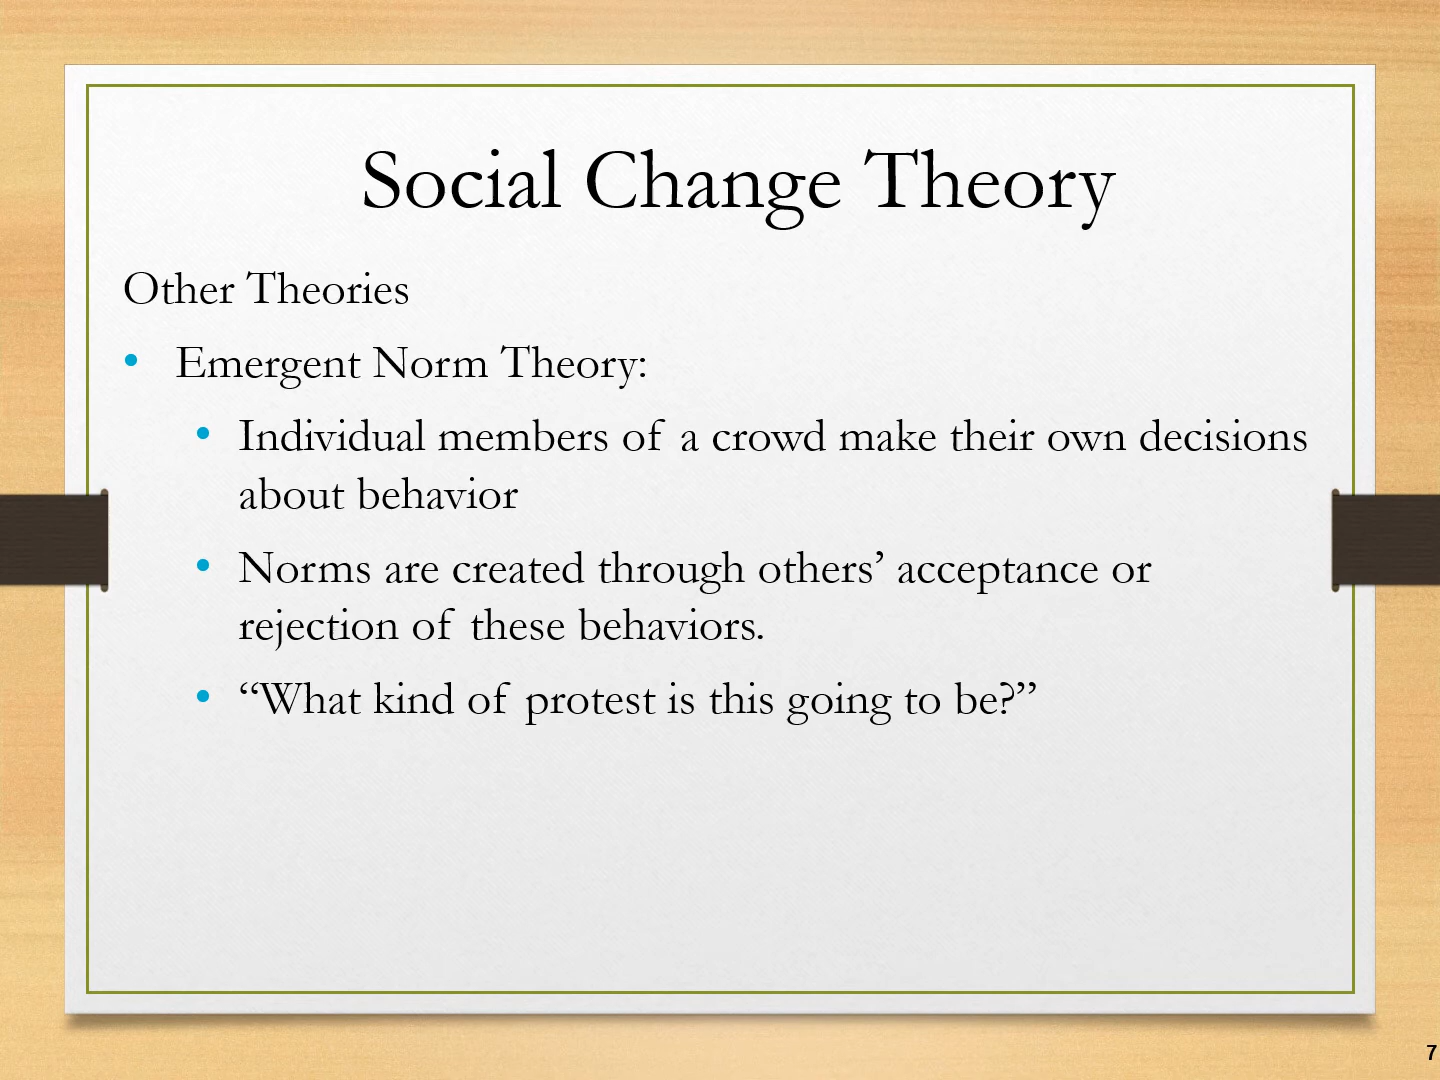 Social Change Theory
Other Theories
• Emergent Norm Theory:
• Individual members of a crowd make their own decisions
about behavior
• Norms are created through others’ acceptance or
rejection of these behaviors.
• “What kind of protest is this going to be?”
7